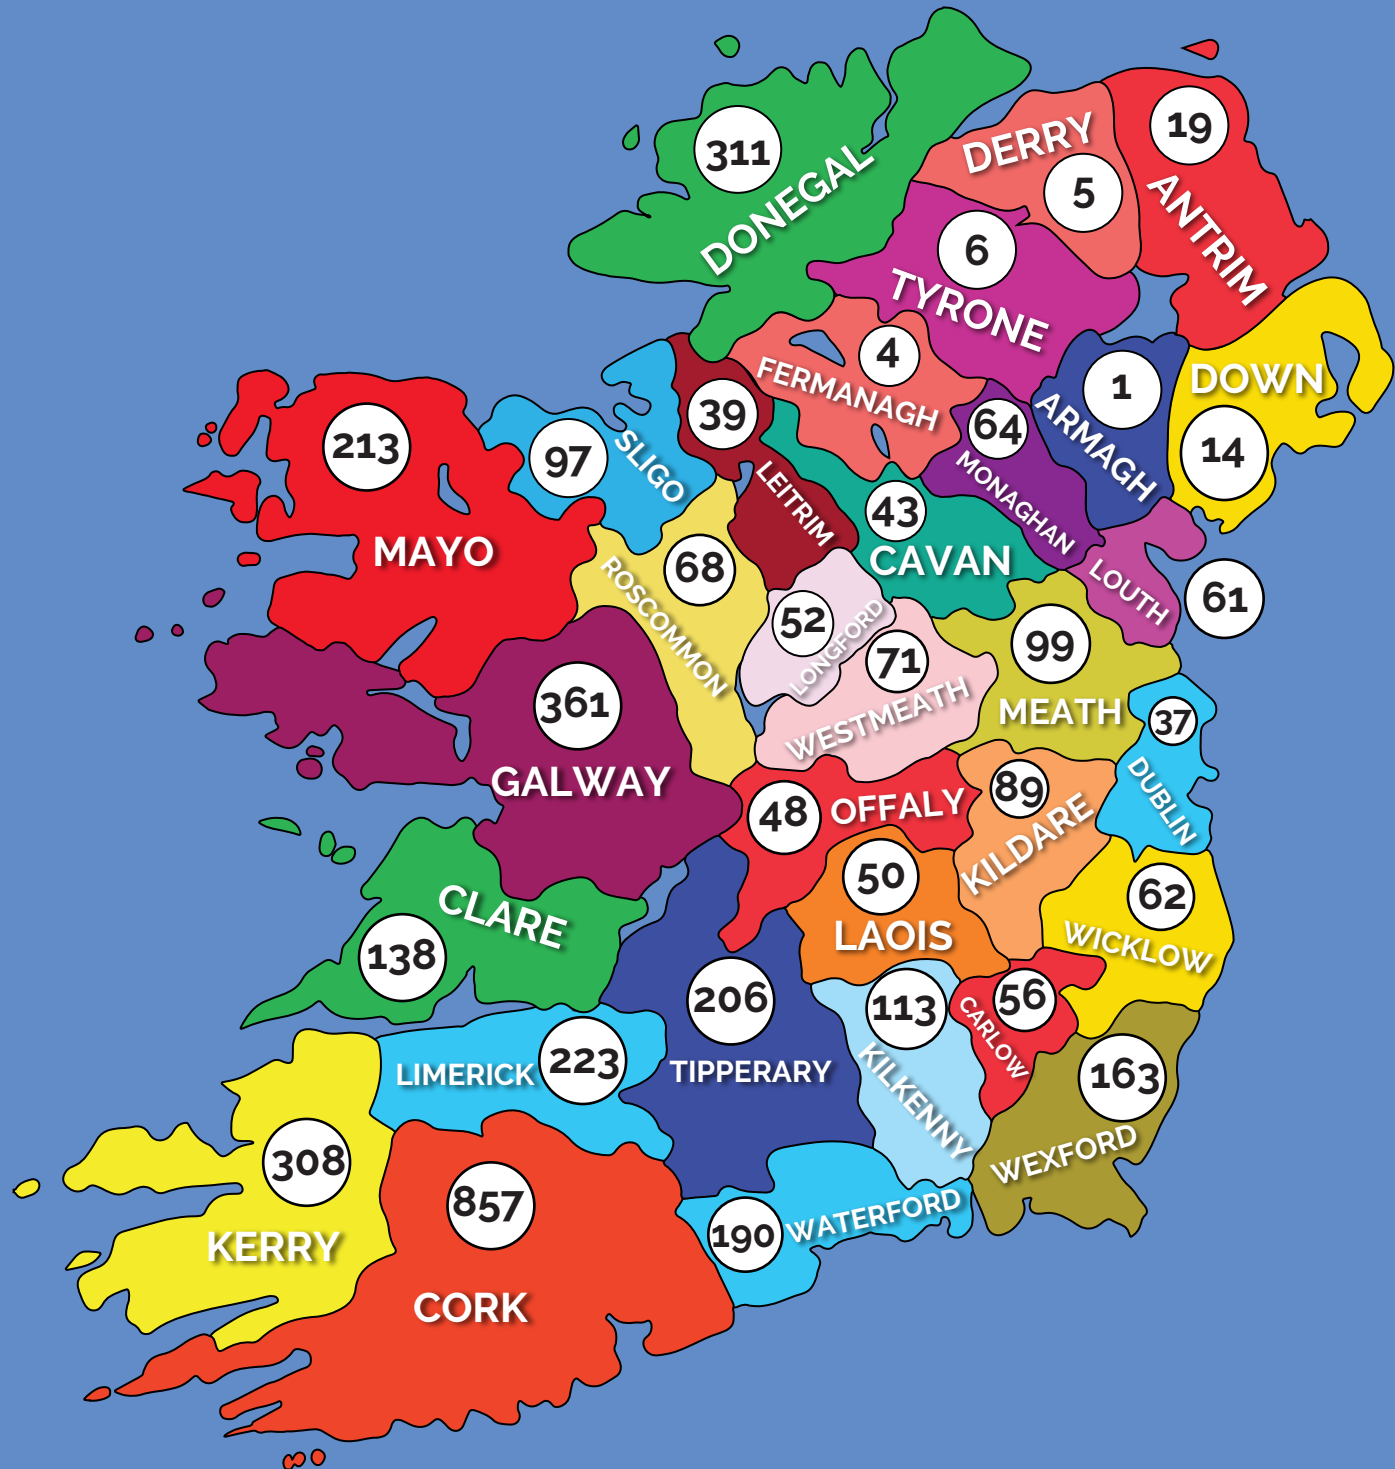 311
DONEGAL
DERRY
5
19
ANTRIM
6
TYRONE
4
FERMANAGH
1
ARMAGH
DOWN
14
64
MONAGHAN
39
LEITRIM
97
SLIGO
213
MAYO
43
CAVAN
68
ROSCOMMON
52
LONGFORD
71
WESTMEATH
LOUTH
61
99
MEATH
37
DUBLIN
361
GALWAY
48
OFFALY
89
KILDARE
50
LAOIS
62
WICKLOW
CLARE
138
206
TIPPERARY
113
KILKENNY
56
CARLOW
163
WEXFORD
LIMERICK
223
308
KERRY
857
CORK
190
WATERFORD